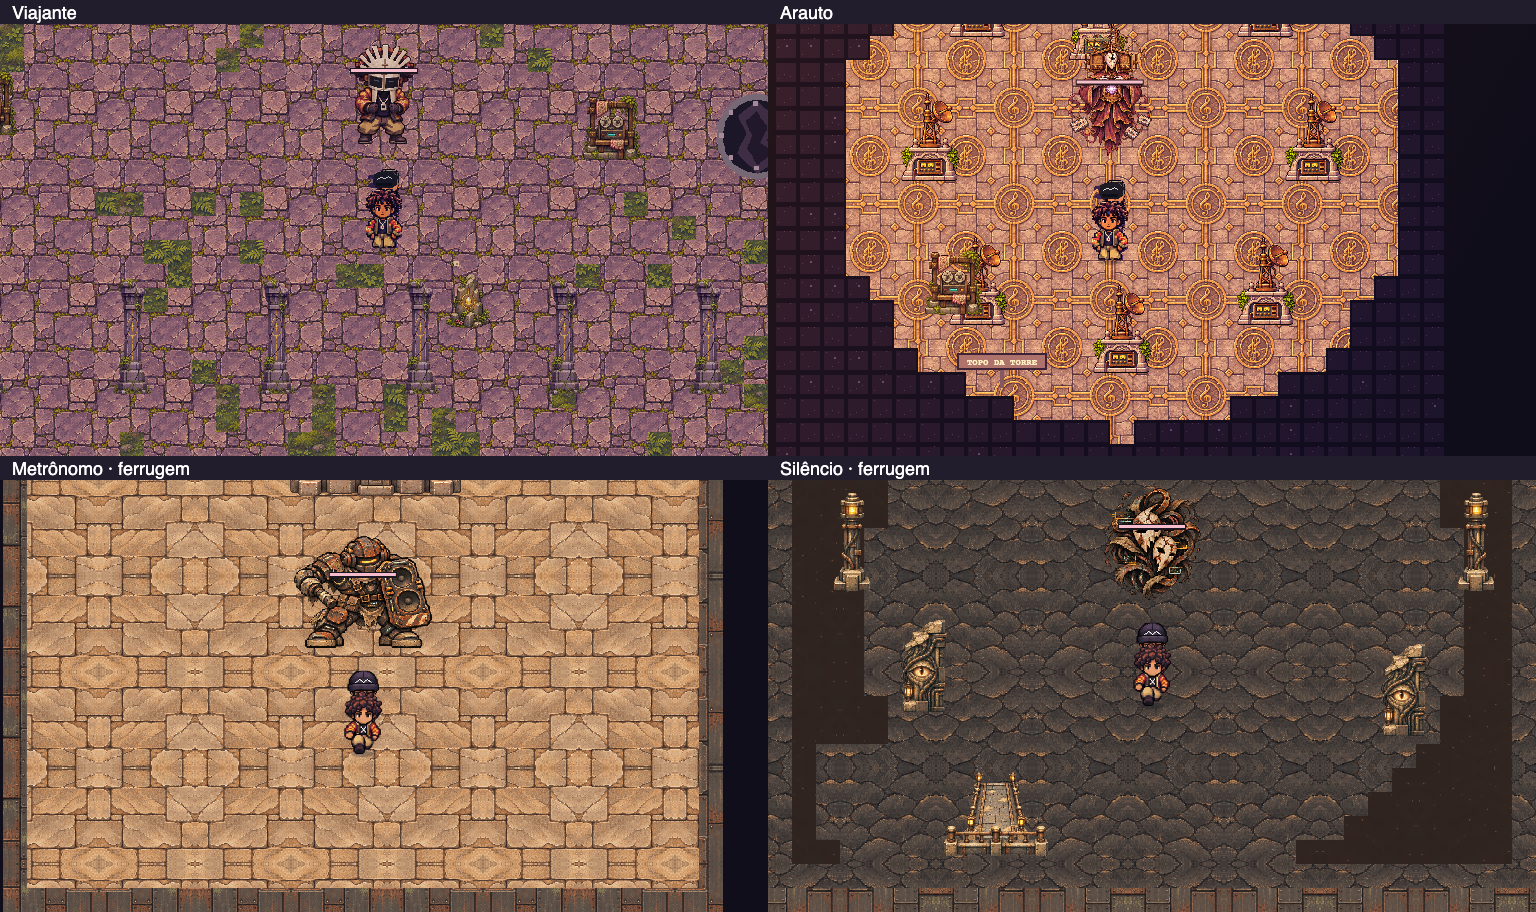 Viajante
Arauto
TOPO DA TORRE
Metrônomo · ferrugem
Silêncio · ferrugem